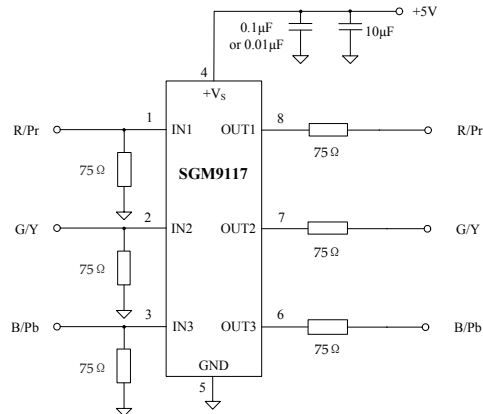 +5V
0.1μF
or 0.01μF
10μF
4
+VS
R/Pr
1
IN1
OUT1
8
R/Pr
75Ω
75Ω
SGM9117
G/Y
2
IN2
OUT2
7
G/Y
75Ω
75Ω
B/Pb
3
IN3
OUT3
6
B/Pb
75Ω
75Ω
GND
5